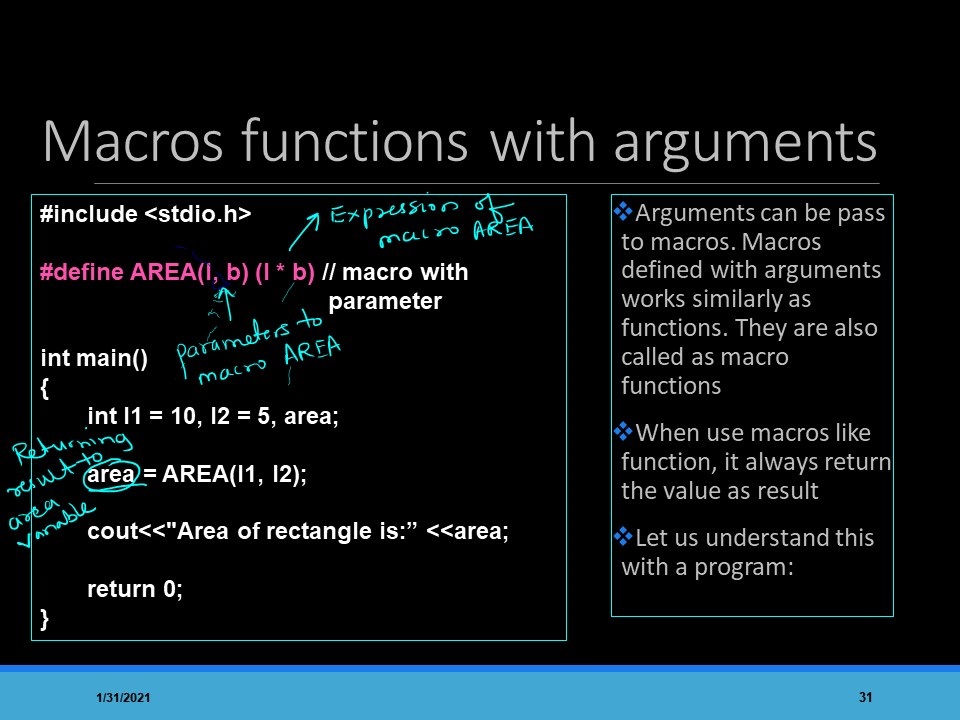 Macros functions with arguments
#include <stdio.h>
Expression of
macro AREA
#define AREA(l, b) (l * b) // macro with
parameter
parameters to
macro AREA
int main()
{
int l1 = 10, l2 = 5, area;
Returning
result to
area
variable
area = AREA(l1, l2);
cout<<"Area of rectangle is:” <<area;
return 0;
}
❖Arguments can be pass
to macros. Macros
defined with arguments
works similarly as
functions. They are also
called as macro
functions
❖When use macros like
function, it always return
the value as result
❖Let us understand this
with a program:
1/31/2021
31